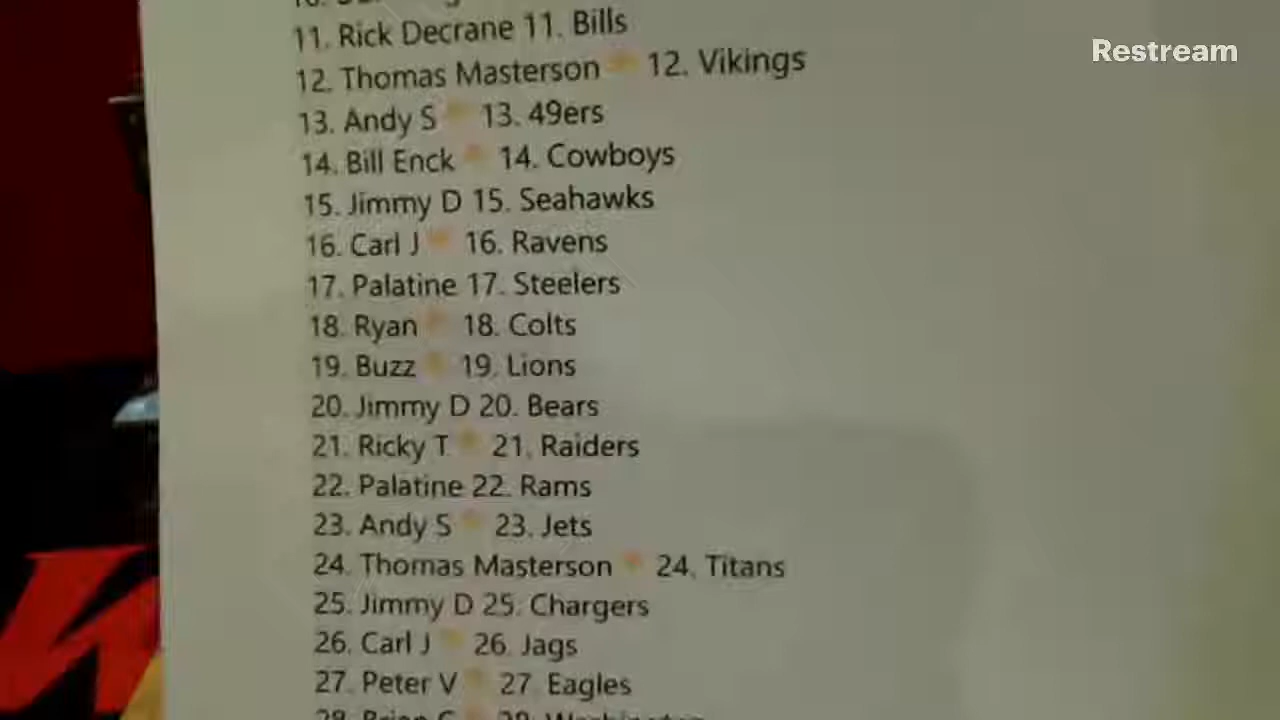 Restream
11. Rick Decrane 11. Bills
12. Thomas Masterson 12. Vikings
13. Andy S 13. 49ers
14. Bill Enck 14. Cowboys
15. Jimmy D 15. Seahawks
16. Carl J 16. Ravens
17. Palatine 17. Steelers
18. Ryan 18. Colts
19. Buzz 19. Lions
20. Jimmy D 20. Bears
21. Ricky T 21. Raiders
22. Palatine 22. Rams
23. Andy S 23. Jets
24. Thomas Masterson 24. Titans
25. Jimmy D 25. Chargers
26. Carl J 26. Jags
27. Peter V 27. Eagles
28. 28. Washington